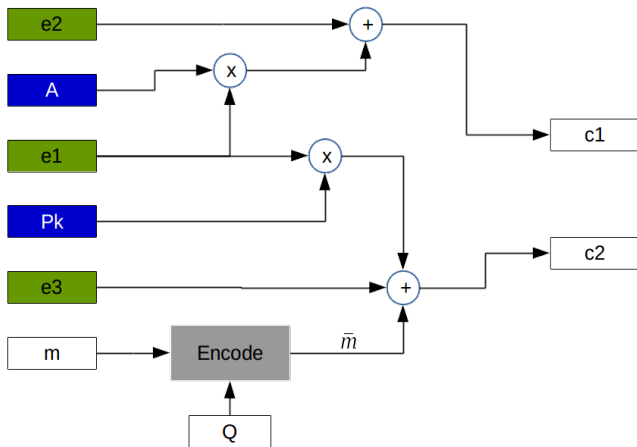 e2
+
A
x
c1
e1
x
Pk
c2
e3
+
m
Encode
m̄
Q